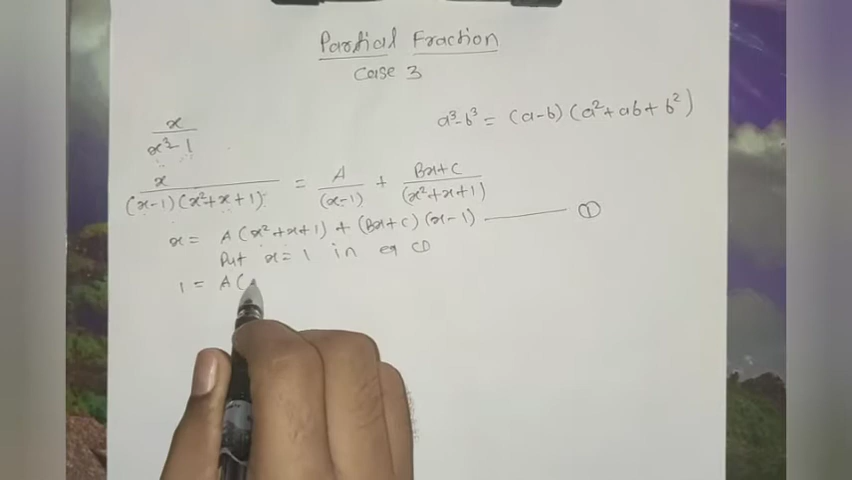 Partial Fraction
Case 3
a³-b³ = (a-b) (a²+ab+b²)
x/(x³-1)
x/((x-1)(x²+x+1)) = A/(x-1) + (Bx+C)/(x²+x+1)
x = A(x²+x+1) + (Bx+C)(x-1) ——— ①
Put x=1 in eq ①
1 = A(